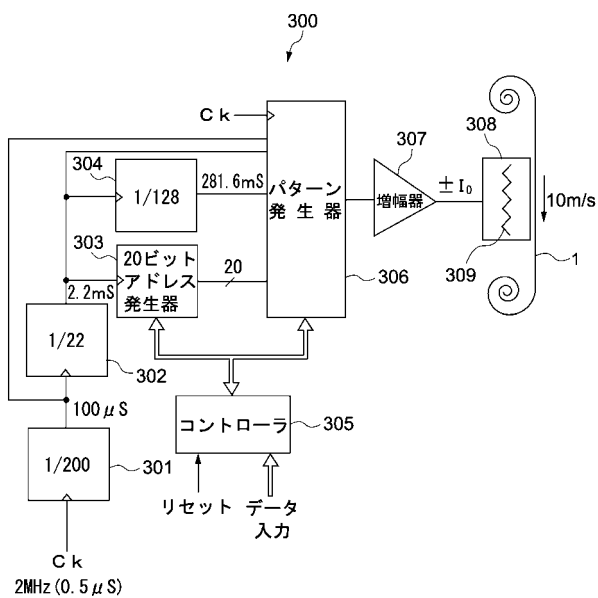 300
Ck
307
308
304
1/128
281.6mS
パターン
発生器
増幅器
±I₀
10m/s
303
20ビット
アドレス
発生器
20
306
309
1
2.2mS
1/22
302
100μS
コントローラ
305
1/200
301
リセット
データ
入力
Ck
2MHz(0.5μS)